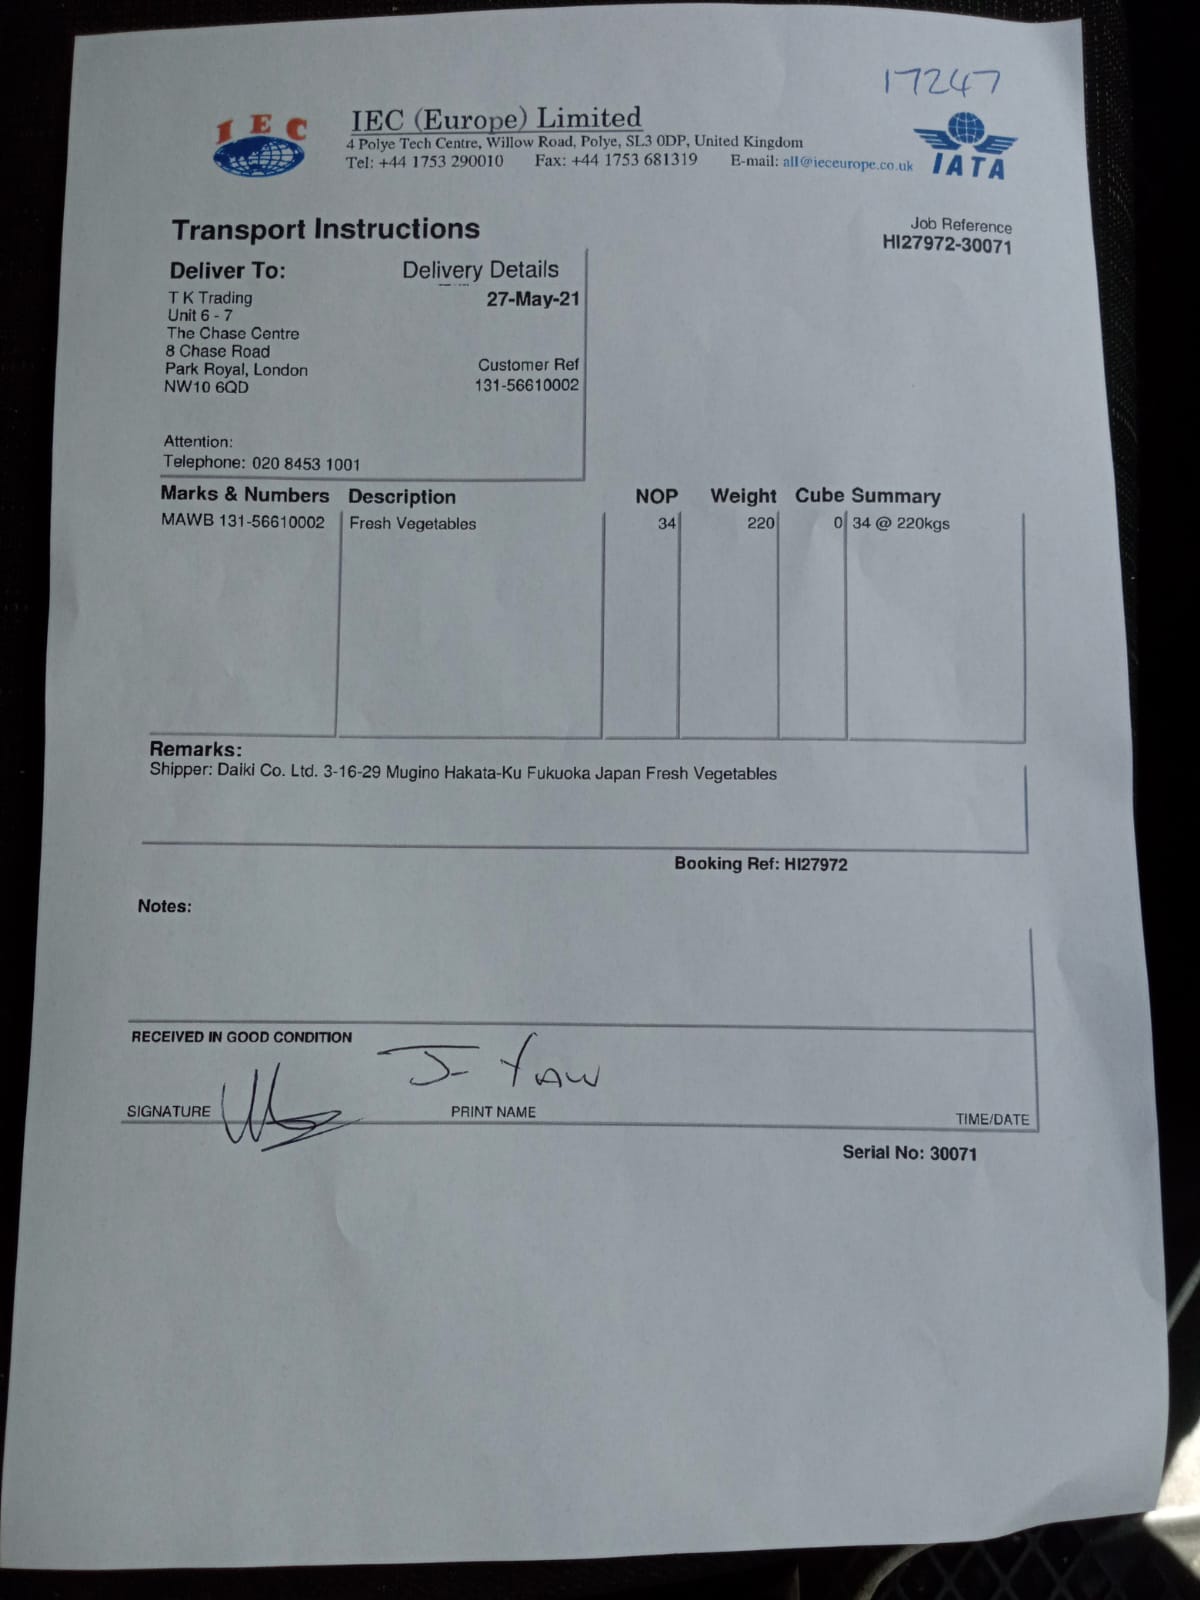 17247
IEC
IEC (Europe) Limited
4 Polye Tech Centre, Willow Road, Polye, SL3 0DP, United Kingdom
Tel: +44 1753 290010 Fax: +44 1753 681319 E-mail: all@ieceurope.co.uk
IATA
Transport Instructions
Job Reference
HI27972-30071
Deliver To: Delivery Details
T K Trading 27-May-21
Unit 6 - 7
The Chase Centre
8 Chase Road
Park Royal, London Customer Ref
NW10 6QD 131-56610002
Attention:
Telephone: 020 8453 1001
Marks & Numbers Description NOP Weight Cube Summary
MAWB 131-56610002 Fresh Vegetables 34 220 0 34 @ 220kgs
Remarks:
Shipper: Daiki Co. Ltd. 3-16-29 Mugino Hakata-Ku Fukuoka Japan Fresh Vegetables
Booking Ref: HI27972
Notes:
RECEIVED IN GOOD CONDITION
J- Yaw
SIGNATURE PRINT NAME TIME/DATE
Serial No: 30071